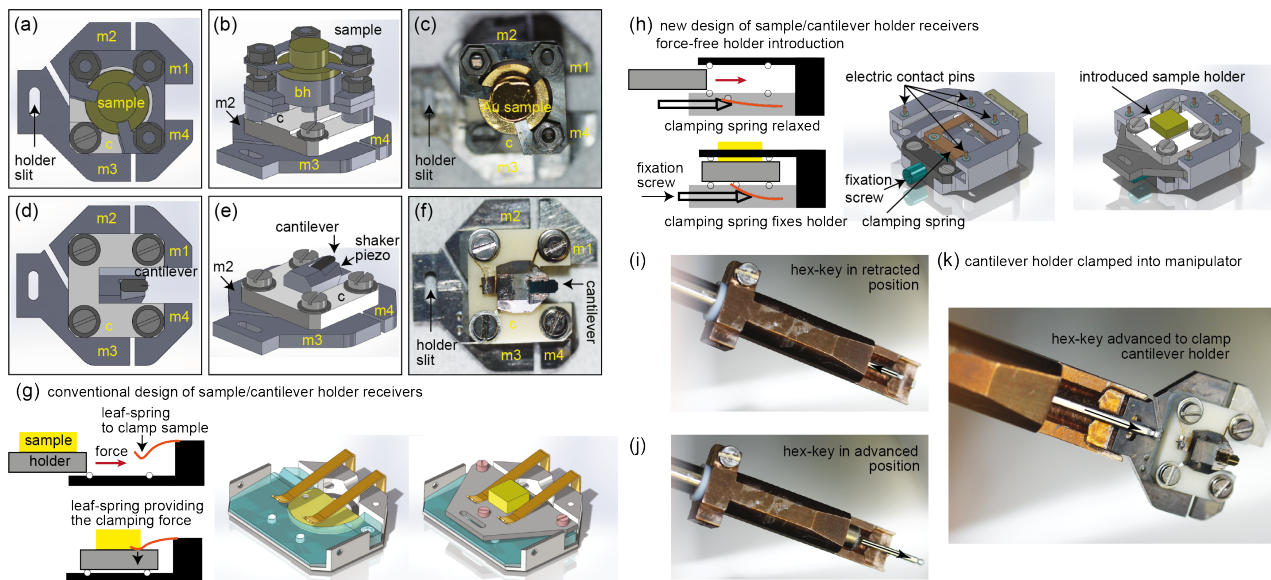 (a)
m2
m1
sample
m4
c
m3
holder
slit
(b)
sample
bh
m2
c
m4
m3
(c)
m2
m1
Au sample
m4
c
m3
holder
slit
(d)
m2
m1
cantilever
m4
c
m3
(e)
cantilever
shaker
piezo
m2
c
m4
m3
(f)
m2
m1
cantilever
holder
slit
c
m3
m4
(g) conventional design of sample/cantilever holder receivers
leaf-spring
to clamp sample
sample
holder
force
leaf-spring providing
the clamping force
(h) new design of sample/cantilever holder receivers
force-free holder introduction
clamping spring relaxed
fixation
screw
clamping spring fixes holder
electric contact pins
fixation
screw
clamping spring
introduced sample holder
(i)
hex-key in retracted
position
(j)
hex-key in advanced
position
(k) cantilever holder clamped into manipulator
hex-key advanced to clamp
cantilever holder